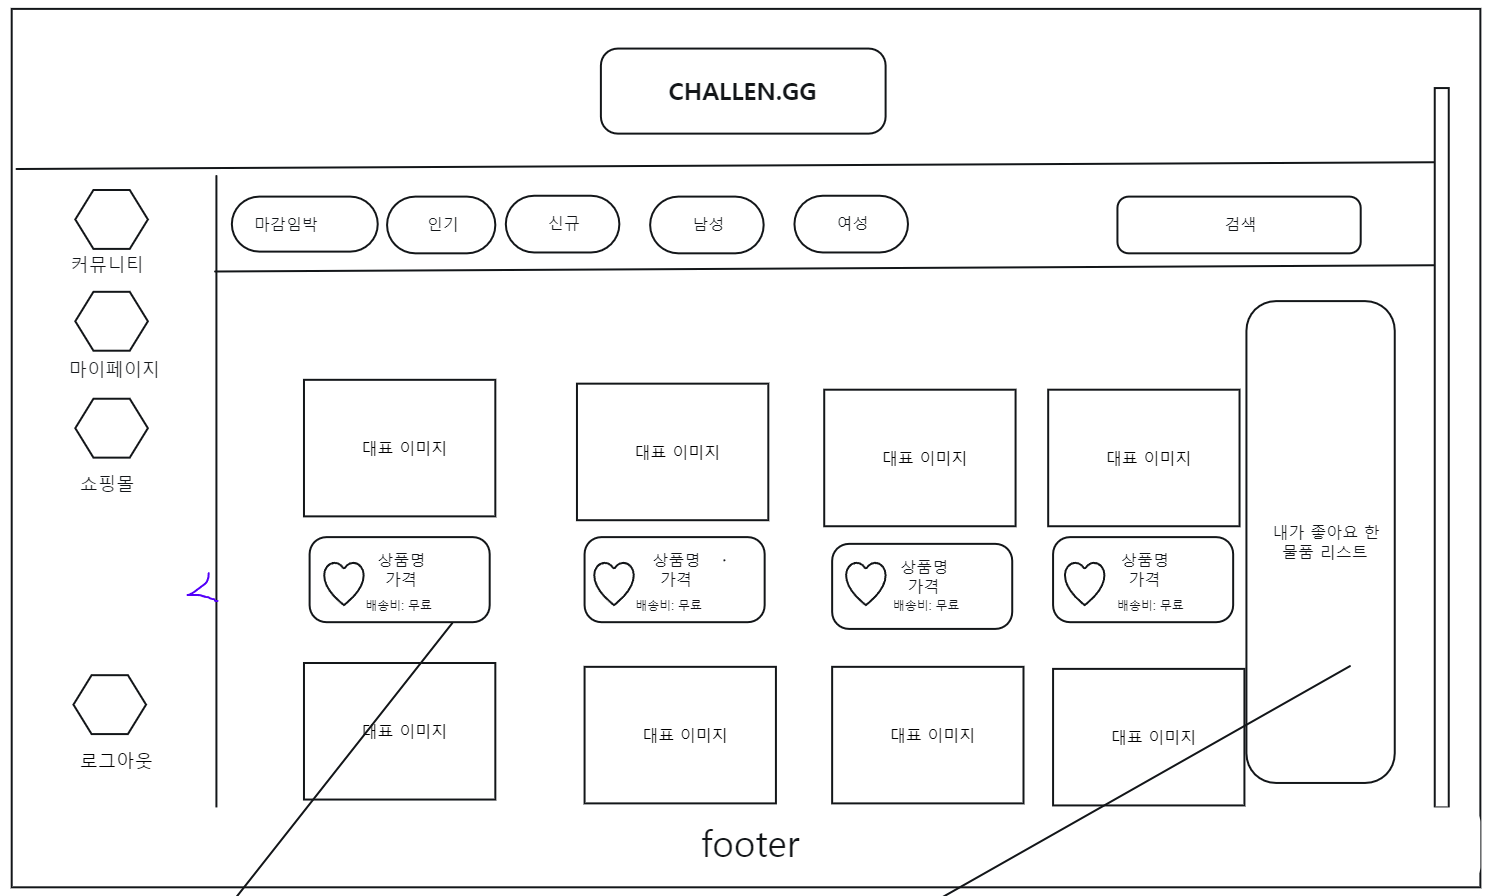 CHALLEN.GG
마감임박
인기
신규
남성
여성
검색
커뮤니티
마이페이지
쇼핑몰
로그아웃
대표 이미지
대표 이미지
대표 이미지
대표 이미지
상품명
가격
배송비: 무료
상품명
가격
배송비: 무료
상품명
가격
배송비: 무료
상품명
가격
배송비: 무료
내가 좋아요 한
물품 리스트
대표 이미지
대표 이미지
대표 이미지
대표 이미지
footer